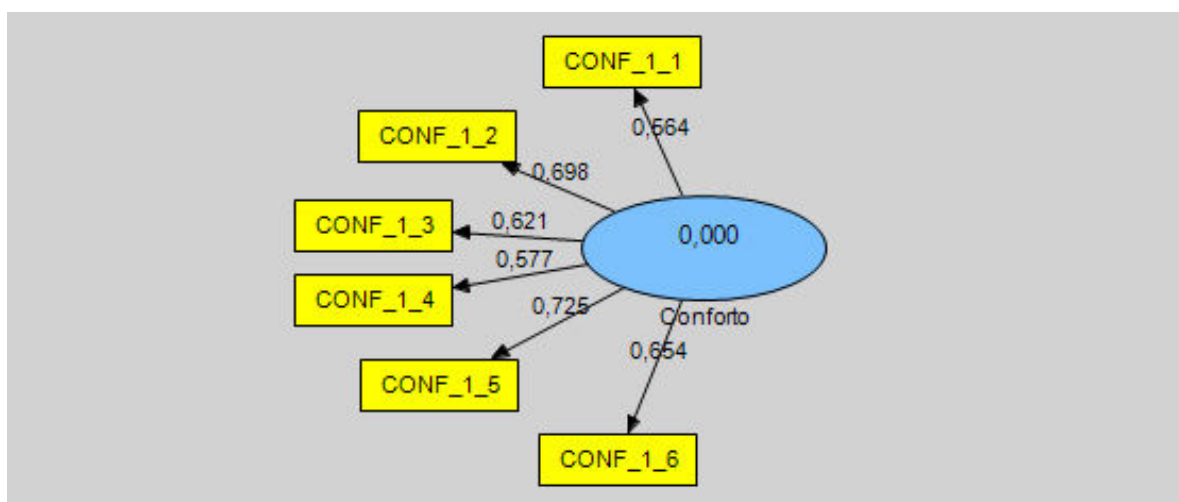 CONF_1_1
0,564
CONF_1_2
0,698
CONF_1_3
0,621
0,000
0,577
CONF_1_4
0,725
Conforto
0,654
CONF_1_5
CONF_1_6